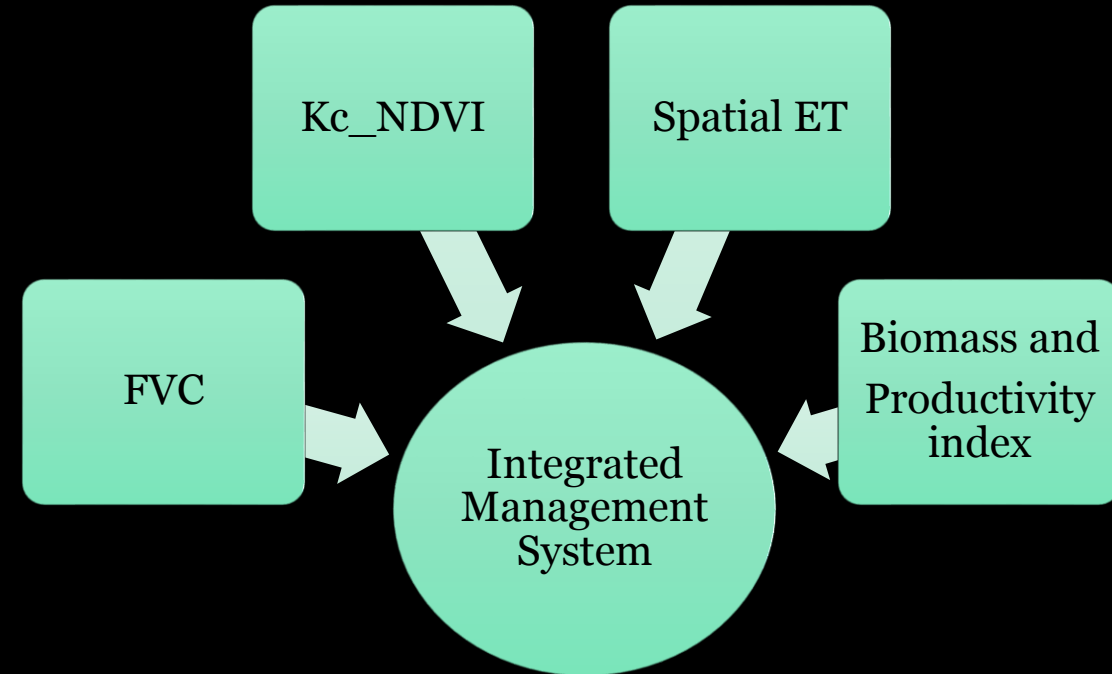 Kc_NDVI
Spatial ET
FVC
Biomass and
Productivity
index
Integrated
Management
System